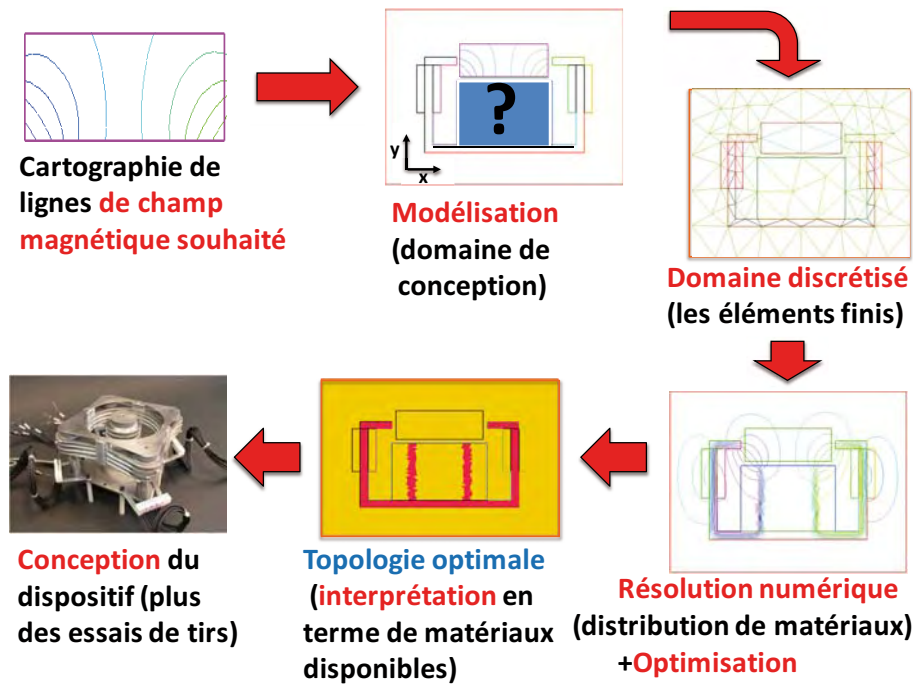 Cartographie de
lignes de champ
magnétique souhaité
?
y
x
Modélisation
(domaine de
conception)
Domaine discrétisé
(les éléments finis)
Résolution numérique
(distribution de matériaux)
+Optimisation
Topologie optimale
(interprétation en
terme de matériaux
disponibles)
Conception du
dispositif (plus
des essais de tirs)